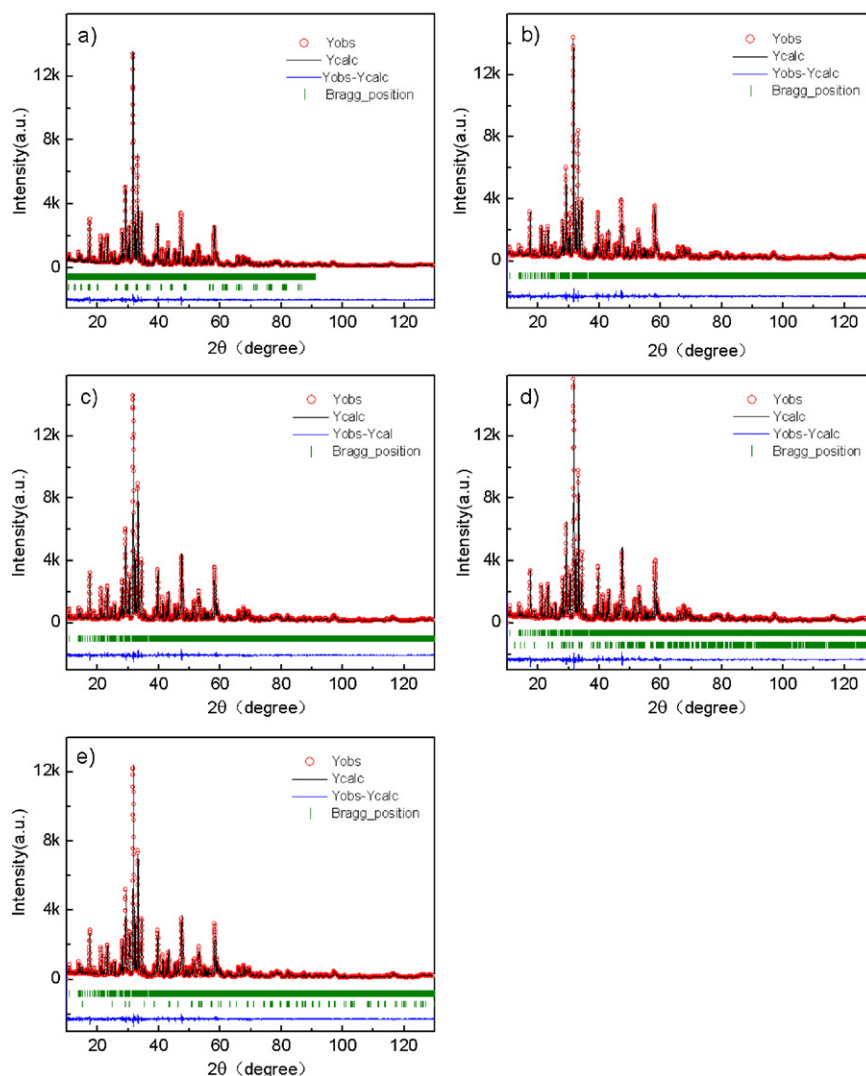 a)
Yobs
Ycalc
Yobs-Ycalc
Bragg_position
12k
8k
4k
0
Intensity(a.u.)
20 40 60 80 100 120
2θ（degree）
b)
Yobs
Ycalc
Yobs-Ycalc
Bragg_position
12k
8k
4k
0
Intensity(a.u.)
20 40 60 80 100 120
2θ（degree）
c)
Yobs
Ycalc
Yobs-Ycal
Bragg_position
12k
8k
4k
0
Intensity(a.u.)
20 40 60 80 100 120
2θ（degree）
d)
Yobs
Ycalc
Yobs-Ycalc
Bragg_position
12k
8k
4k
0
Intensity(a.u.)
20 40 60 80 100 120
2θ（degree）
e)
Yobs
Ycalc
Yobs-Ycalc
Bragg_position
12k
8k
4k
0
Intensity(a.u.)
20 40 60 80 100 120
2θ（degree）